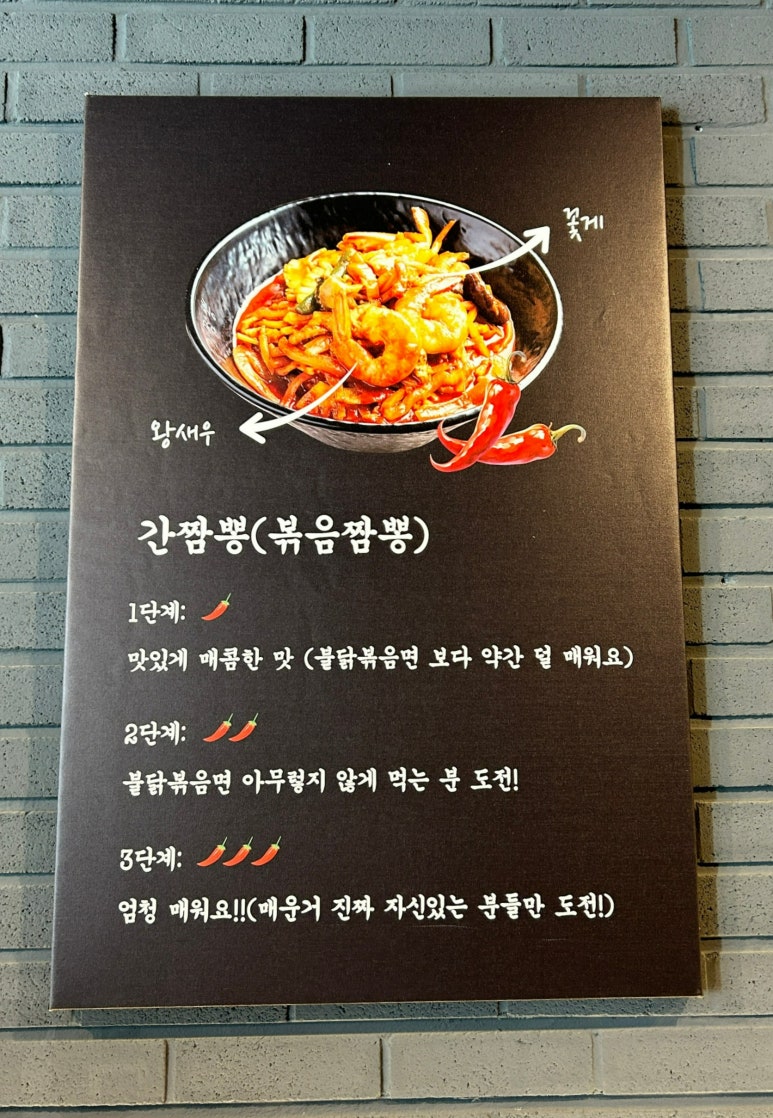 꽃게
왕새우
간짬뽕(볶음짬뽕)
1단계:
맛있게 매콤한 맛 (불닭볶음면 보다 약간 덜 매워요)
2단계:
불닭볶음면 아무렇지 않게 먹는 분 도전!
3단계:
엄청 매워요!!(매운거 진짜 자신있는 분들만 도전!)